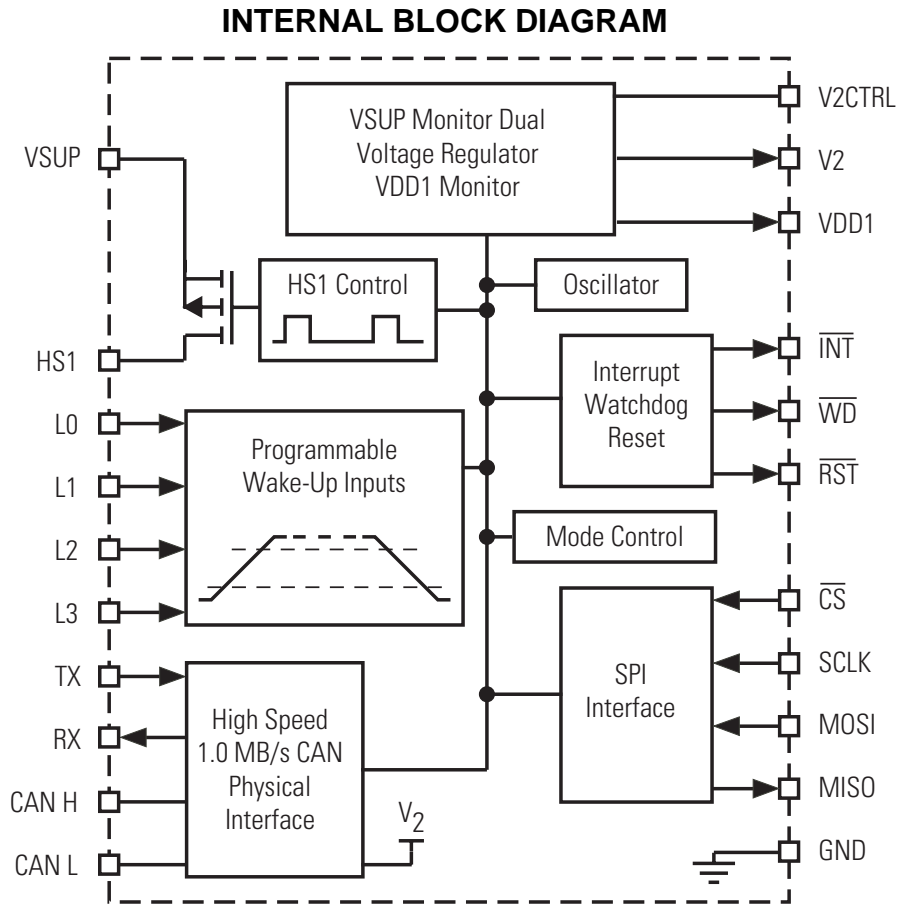 INTERNAL BLOCK DIAGRAM
VSUP Monitor Dual
Voltage Regulator
VDD1 Monitor
V2CTRL
V2
VDD1
VSUP
HS1 Control
Oscillator
HS1
Interrupt
Watchdog
Reset
INT
WD
RST
L0
L1
L2
L3
Programmable
Wake-Up Inputs
Mode Control
CS
SCLK
MOSI
MISO
SPI
Interface
TX
RX
CAN H
CAN L
High Speed
1.0 MB/s CAN
Physical
Interface
V2
GND